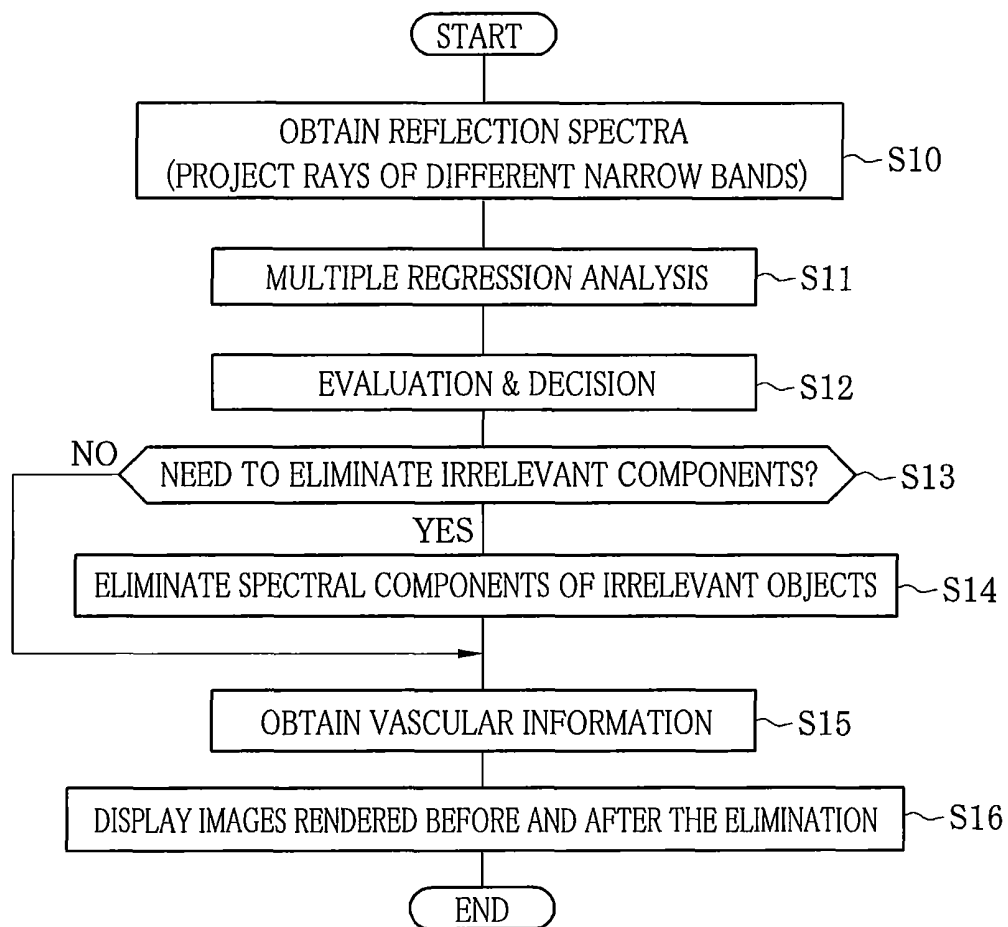 START
OBTAIN REFLECTION SPECTRA
(PROJECT RAYS OF DIFFERENT NARROW BANDS)
S10
MULTIPLE REGRESSION ANALYSIS
S11
EVALUATION & DECISION
S12
NO
NEED TO ELIMINATE IRRELEVANT COMPONENTS?
S13
YES
ELIMINATE SPECTRAL COMPONENTS OF IRRELEVANT OBJECTS
S14
OBTAIN VASCULAR INFORMATION
S15
DISPLAY IMAGES RENDERED BEFORE AND AFTER THE ELIMINATION
S16
END